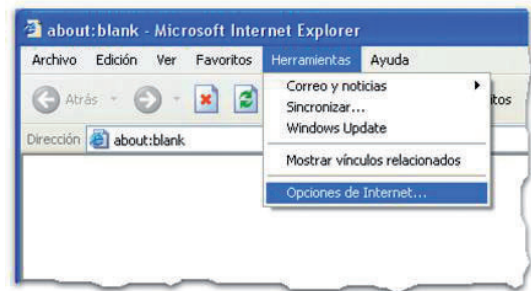 about:blank - Microsoft Internet Explorer
Archivo Edición Ver Favoritos Herramientas Ayuda
Correo y noticias
Atrás
Sincronizar...
itos
Windows Update
Dirección about:blank
Mostrar vínculos relacionados
Opciones de Internet...